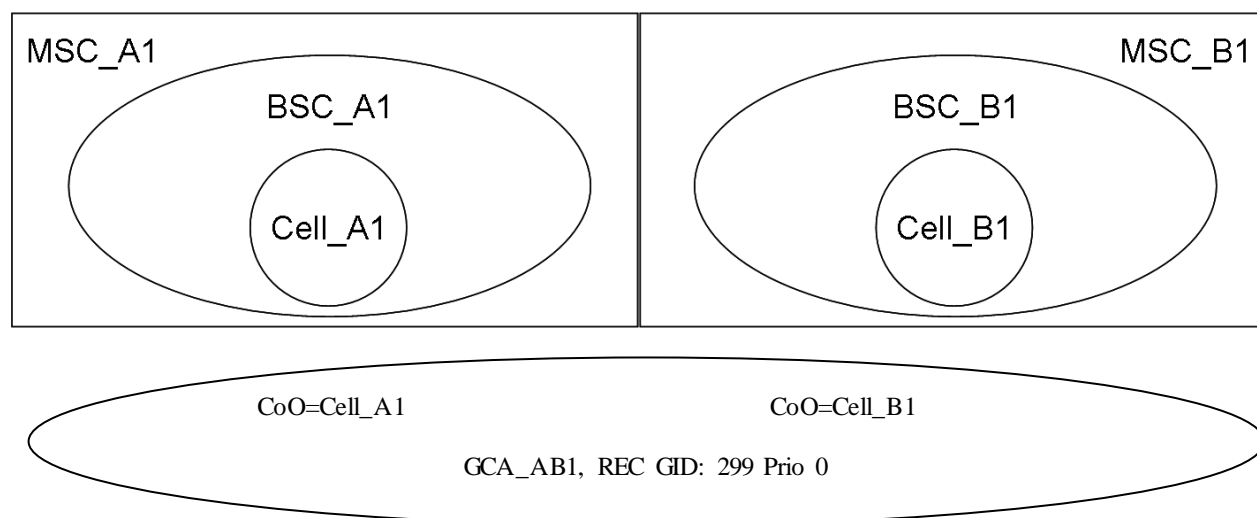 MSC_A1
MSC_B1
BSC_A1
BSC_B1
Cell_A1
Cell_B1
CoO=Cell_A1
CoO=Cell_B1
GCA_AB1, REC GID: 299 Prio 0